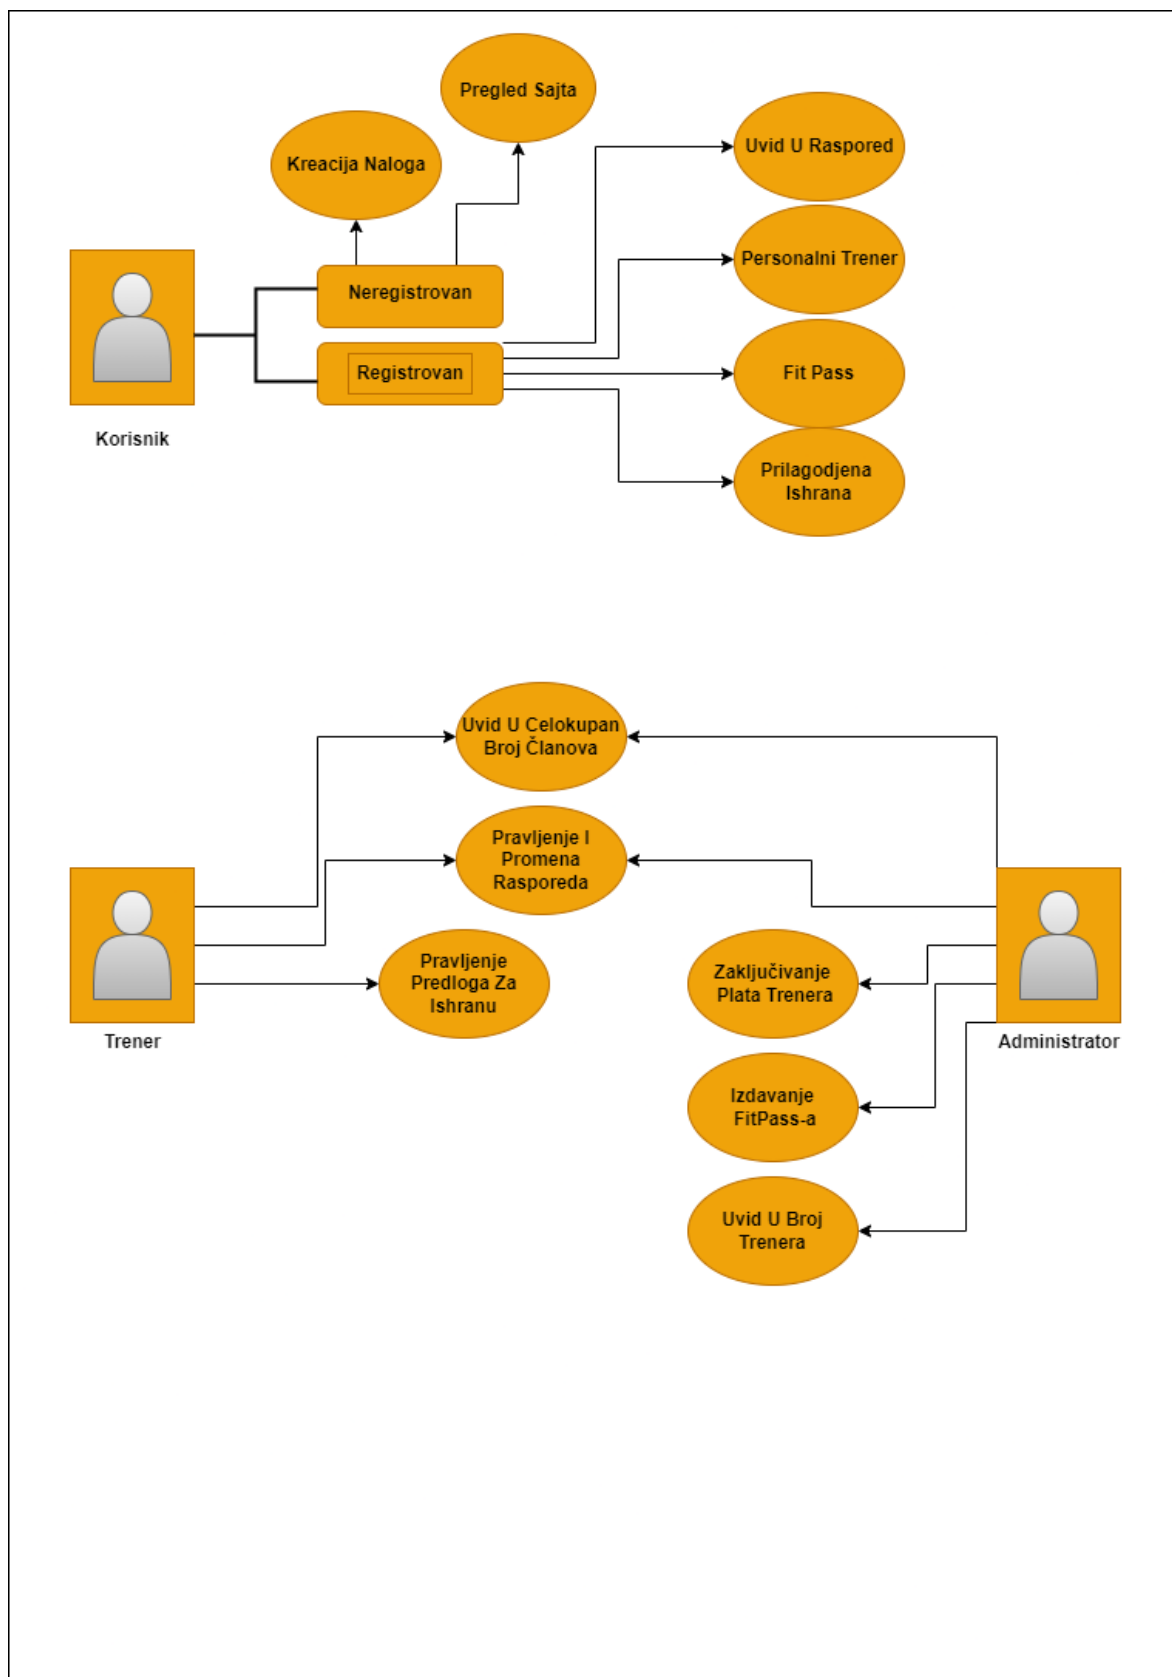 Pregled Sajta
Kreacija Naloga
Uvid U Raspored
Personalni Trener
Neregistrovan
Registrovan
Fit Pass
Korisnik
Prilagodjena
Ishrana
Uvid U Celokupan
Broj Članova
Pravljenje I
Promena
Rasporeda
Pravljenje
Predloga Za
Ishranu
Zaključivanje
Plata Trenera
Trener
Administrator
Izdavanje
FitPass-a
Uvid U Broj
Trenera